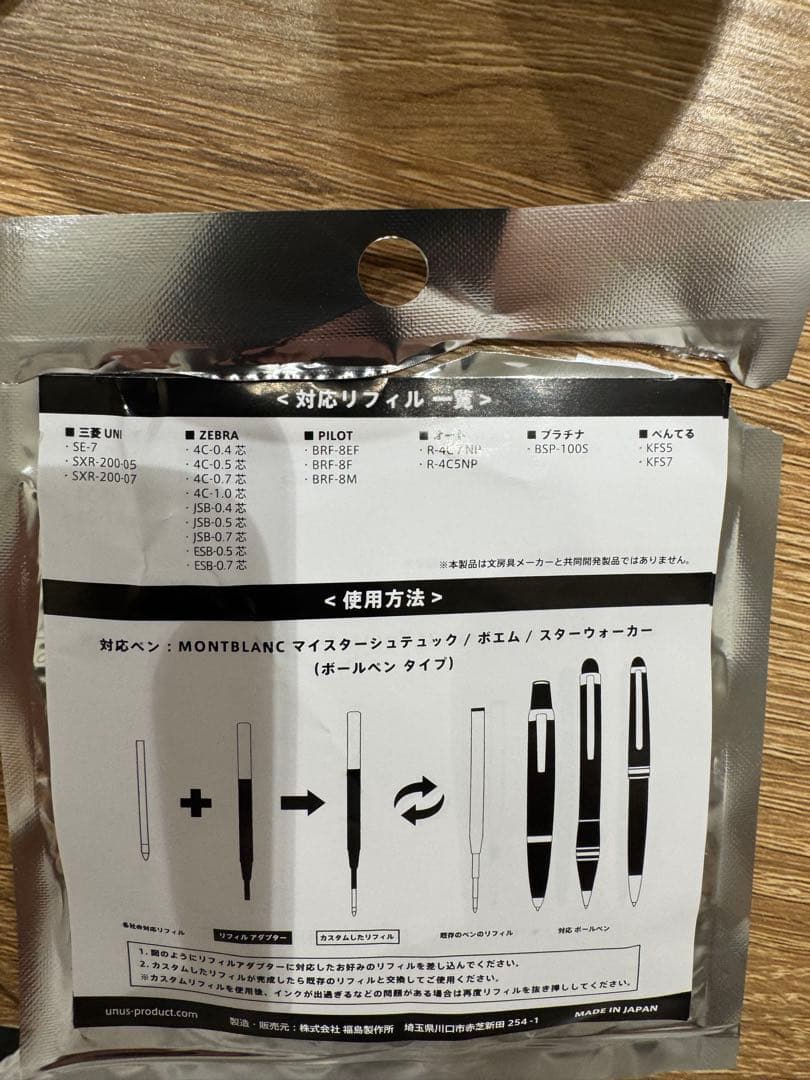 < 対応リフィル 一覧 >
■ 三菱 UNI
・SE-7
・SXR-200-05
・SXR-200-07
■ ZEBRA
・4C-0.4 芯
・4C-0.5 芯
・4C-0.7 芯
・4C-1.0 芯
・JSB-0.4 芯
・JSB-0.5 芯
・JSB-0.7 芯
・ESB-0.5 芯
・ESB-0.7 芯
■ PILOT
・BRF-8EF
・BRF-8F
・BRF-8M
■ オート
・R-4C7NP
・R-4C5NP
■ プラチナ
・BSP-100S
■ ぺんてる
・KFS5
・KFS7
※本製品は文房具メーカーと共同開発製品ではありません。
< 使用方法 >
対応ペン : MONTBLANC マイスターシュテュック / ボエム / スターウォーカー
(ボールペン タイプ)
各社の対応リフィル
リフィル アダプター
カスタムしたリフィル
既存のペンのリフィル
対応 ボールペン
1. 図のようにリフィルアダプターに対応したお好みのリフィルを差し込んでください。
2. カスタムしたリフィルが完成したら既存のリフィルと交換してご使用ください。
※カスタムリフィルを使用後、インクが出過ぎるなどの問題がある場合は再度リフィルを抜き押ししてください。
unus-product.com
製造・販売元 : 株式会社 福島製作所 埼玉県川口市赤芝新田 254-1
MADE IN JAPAN